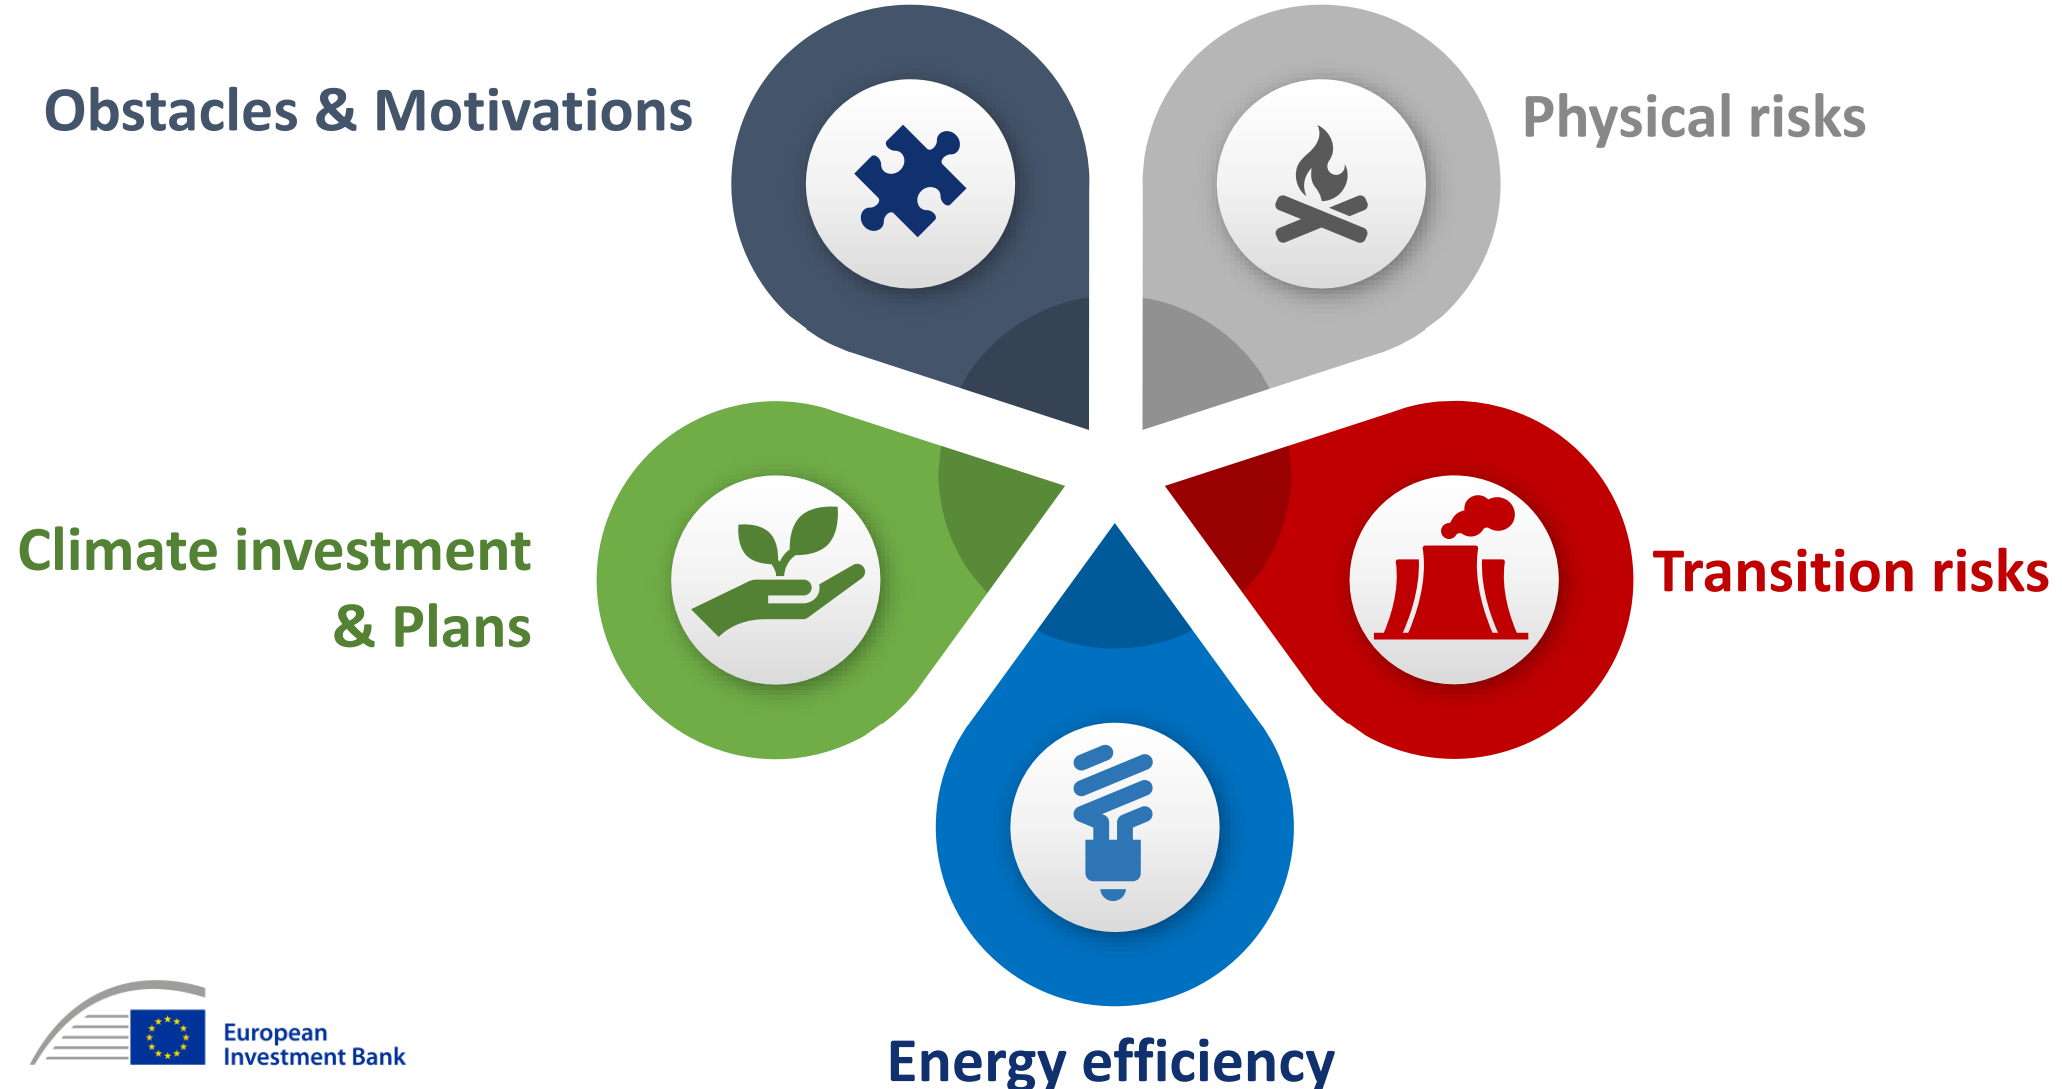 Obstacles & Motivations
Physical risks
Climate investment
& Plans
Transition risks
Energy efficiency
European
Investment Bank